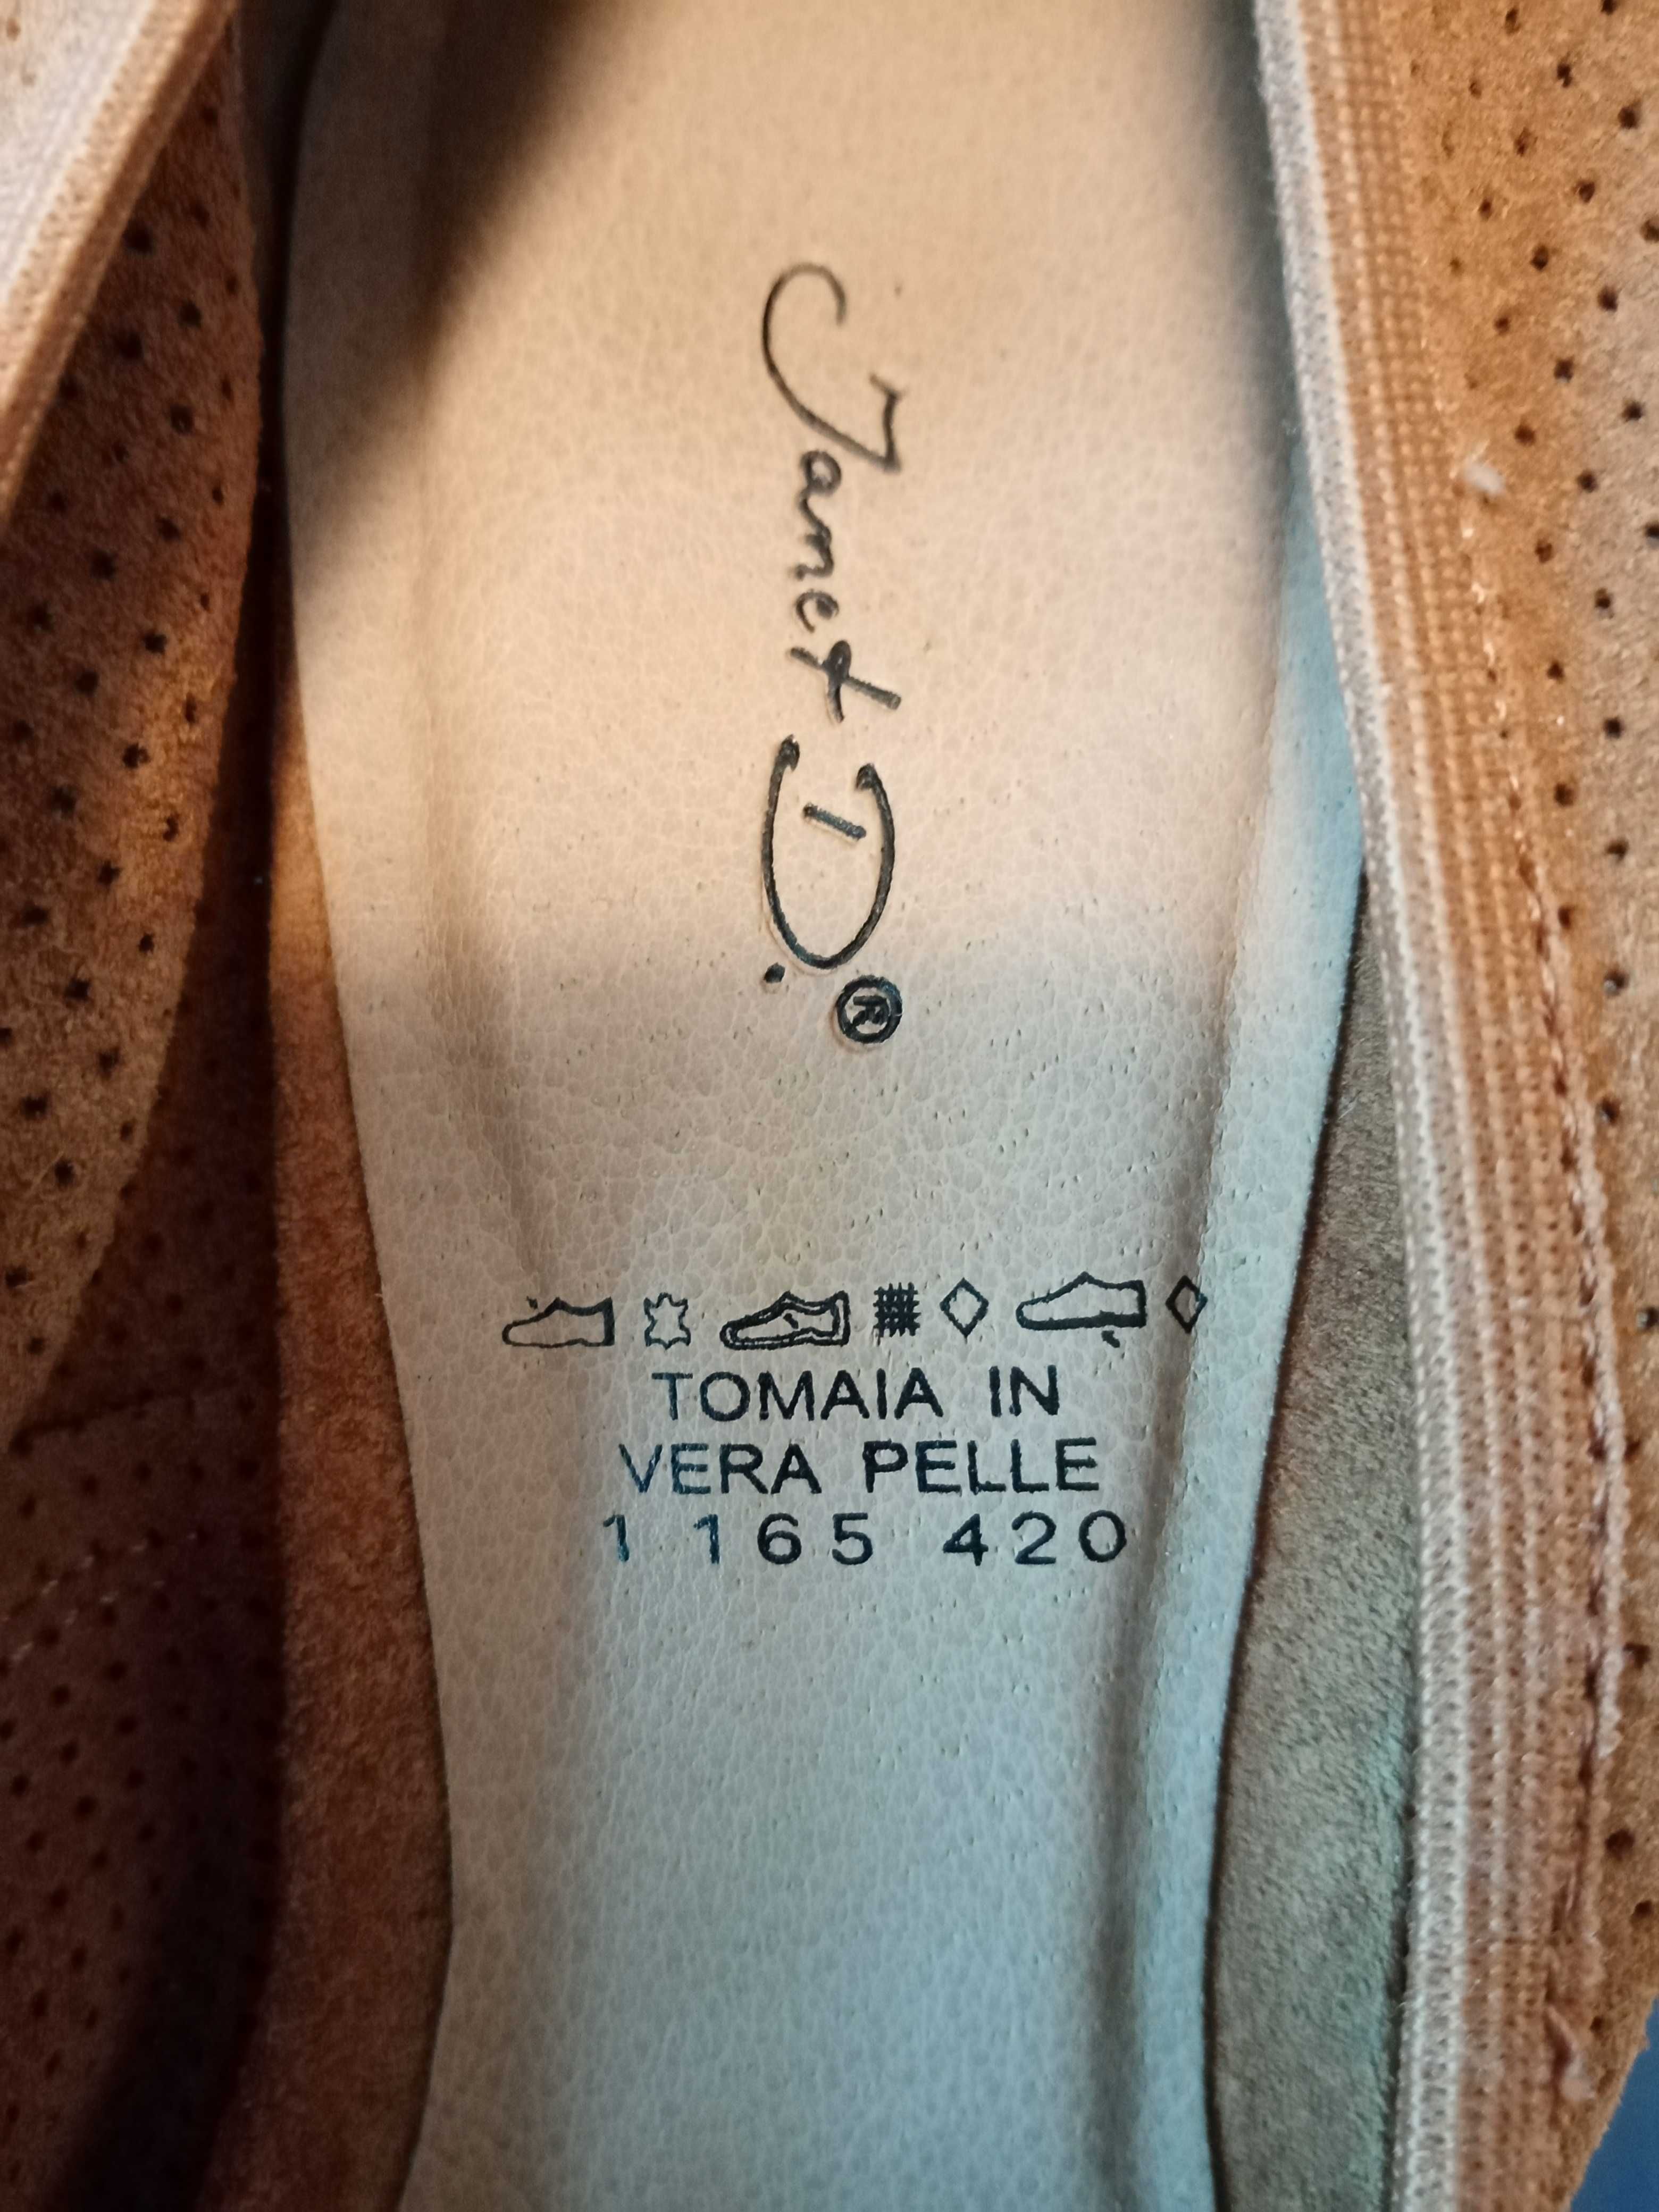 Janet D.®
TOMAIA IN
VERA PELLE
1 165 420